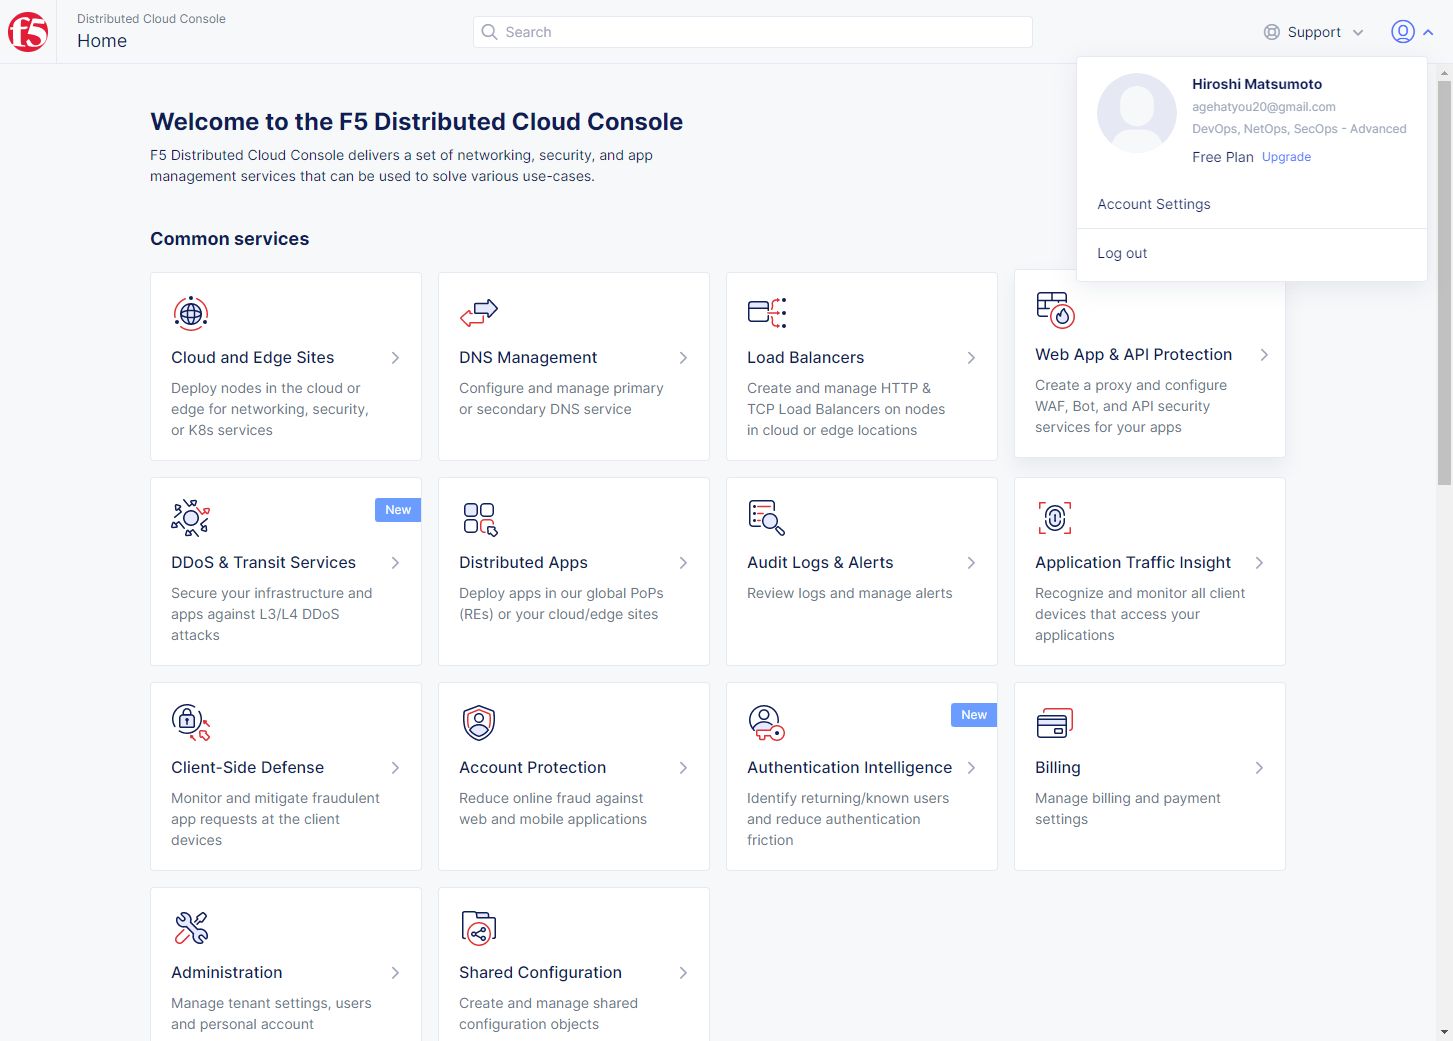 f5
Distributed Cloud Console
Home
Search
Support
Hiroshi Matsumoto
agehatyou20@gmail.com
DevOps, NetOps, SecOps - Advanced
Free Plan Upgrade
Account Settings
Log out
Welcome to the F5 Distributed Cloud Console
F5 Distributed Cloud Console delivers a set of networking, security, and app
management services that can be used to solve various use-cases.
Common services
Cloud and Edge Sites
Deploy nodes in the cloud or
edge for networking, security,
or K8s services
DNS Management
Configure and manage primary
or secondary DNS service
Load Balancers
Create and manage HTTP &
TCP Load Balancers on nodes
in cloud or edge locations
Web App & API Protection
Create a proxy and configure
WAF, Bot, and API security
services for your apps
New
DDoS & Transit Services
Secure your infrastructure and
apps against L3/L4 DDoS
attacks
Distributed Apps
Deploy apps in our global PoPs
(REs) or your cloud/edge sites
Audit Logs & Alerts
Review logs and manage alerts
Application Traffic Insight
Recognize and monitor all client
devices that access your
applications
Client-Side Defense
Monitor and mitigate fraudulent
app requests at the client
devices
Account Protection
Reduce online fraud against
web and mobile applications
New
Authentication Intelligence
Identify returning/known users
and reduce authentication
friction
Billing
Manage billing and payment
settings
Administration
Manage tenant settings, users
and personal account
Shared Configuration
Create and manage shared
configuration objects